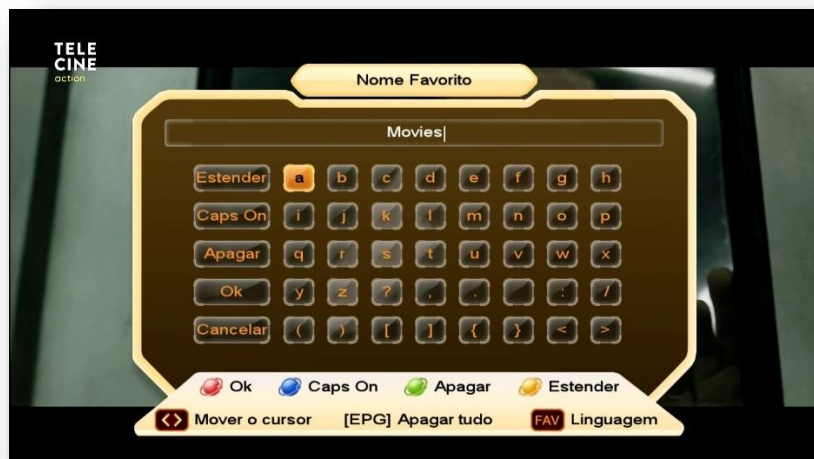 TELE
CINE
action
Nome Favorito
Movies
Estender a b c d e f g h
Caps On i j k l m n o p
Apagar q r s t u v w x
Ok y z ? , . : /
Cancelar ( ) [ ] { } < >
Ok Caps On Apagar Estender
<> Mover o cursor [EPG] Apagar tudo FAV Linguagem